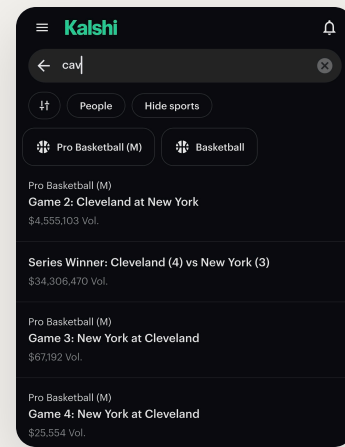 Kalshi
cav
People
Hide sports
Pro Basketball (M)
Basketball
Pro Basketball (M)
Game 2: Cleveland at New York
$4,555,103 Vol.
Series Winner: Cleveland (4) vs New York (3)
$34,306,470 Vol.
Pro Basketball (M)
Game 3: New York at Cleveland
$67,192 Vol.
Pro Basketball (M)
Game 4: New York at Cleveland
$25,554 Vol.